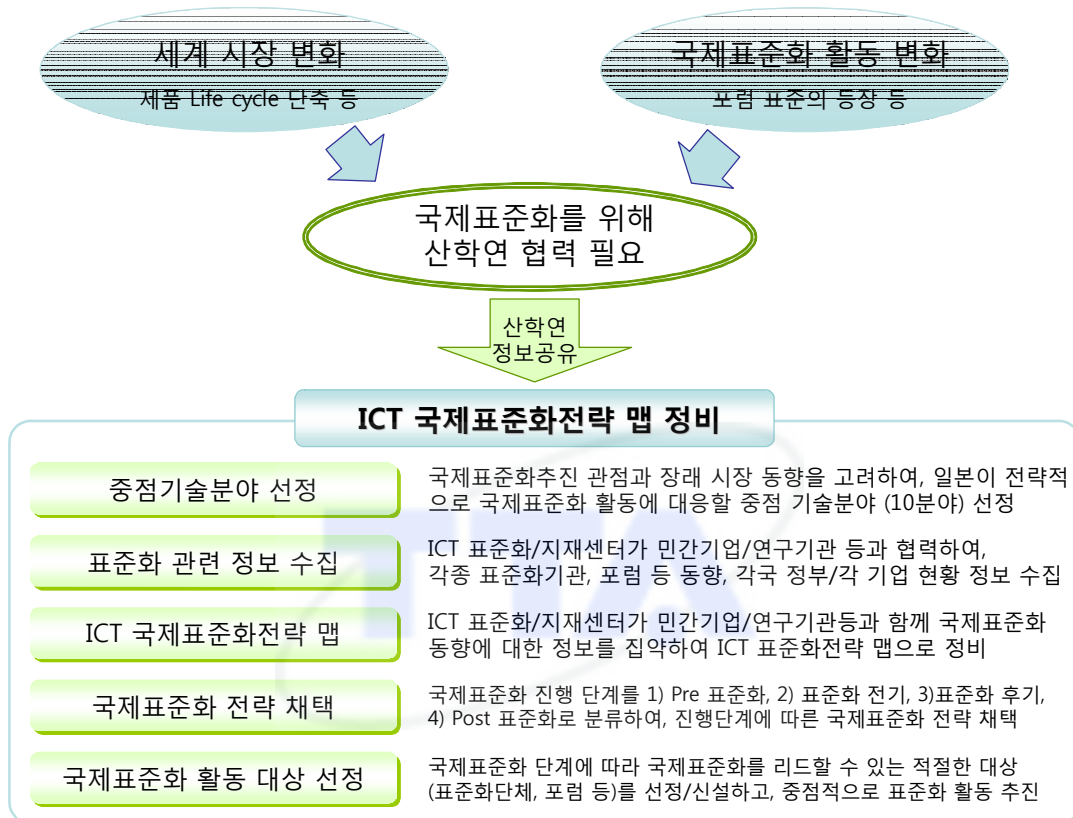 세계 시장 변화
제품 Life cycle 단축 등
국제표준화 활동 변화
포럼 표준의 등장 등
국제표준화를 위해
산학연 협력 필요
산학연
정보공유
ICT 국제표준화전략 맵 정비
중점기술분야 선정
국제표준화추진 관점과 장래 시장 동향을 고려하여, 일본이 전략적
으로 국제표준화 활동에 대응할 중점 기술분야 (10분야) 선정
표준화 관련 정보 수집
ICT 표준화/지재센터가 민간기업/연구기관 등과 협력하여,
각종 표준화기관, 포럼 등 동향, 각국 정부/각 기업 현황 정보 수집
ICT 국제표준화전략 맵
ICT 표준화/지재센터가 민간기업/연구기관등과 함께 국제표준화
동향에 대한 정보를 집약하여 ICT 표준화전략 맵으로 정비
국제표준화 전략 채택
국제표준화 진행 단계를 1) Pre 표준화, 2) 표준화 전기, 3)표준화 후기,
4) Post 표준화로 분류하여, 진행단계에 따른 국제표준화 전략 채택
국제표준화 활동 대상 선정
국제표준화 단계에 따라 국제표준화를 리드할 수 있는 적절한 대상
(표준화단체, 포럼 등)를 선정/신설하고, 중점적으로 표준화 활동 추진
TTA